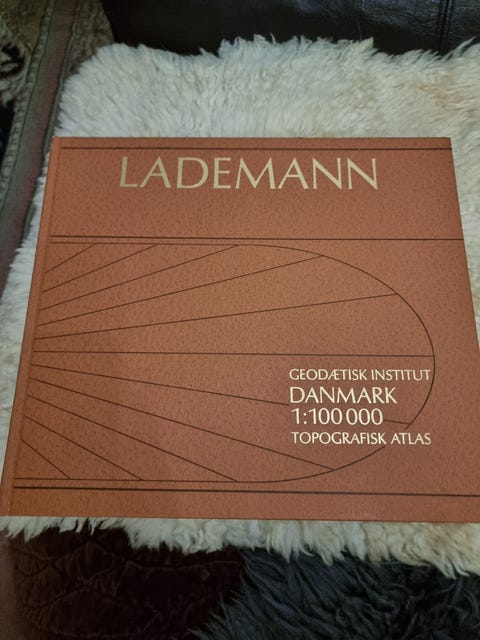 LADEMANN
GEODÆTISK INSTITUT
DANMARK
1:100 000
TOPOGRAFISK ATLAS